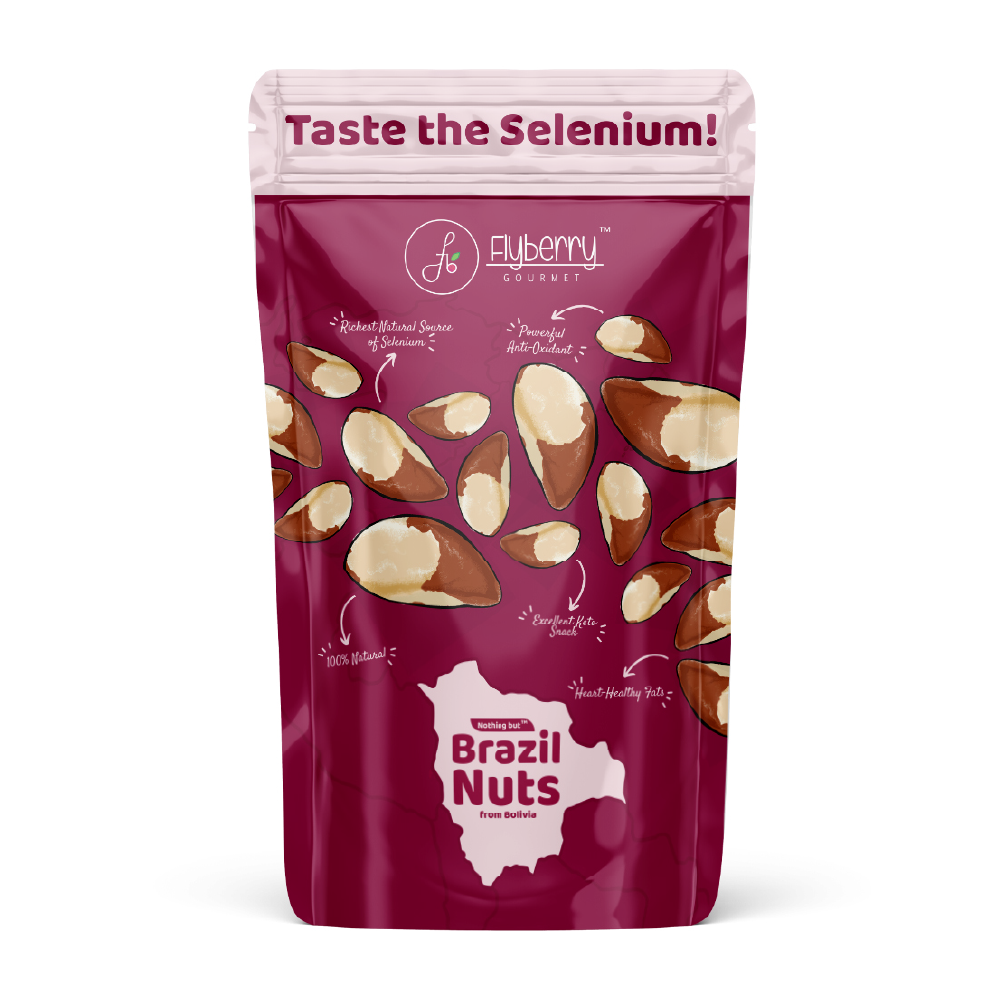 Taste the Selenium!
fb
Flyberry™
GOURMET
Richest Natural Source
of Selenium
Powerful
Anti-Oxidant
Excellent Keto
Snack
100% Natural
Heart-Healthy Fats
Nothing but™
Brazil
Nuts
from Bolivia